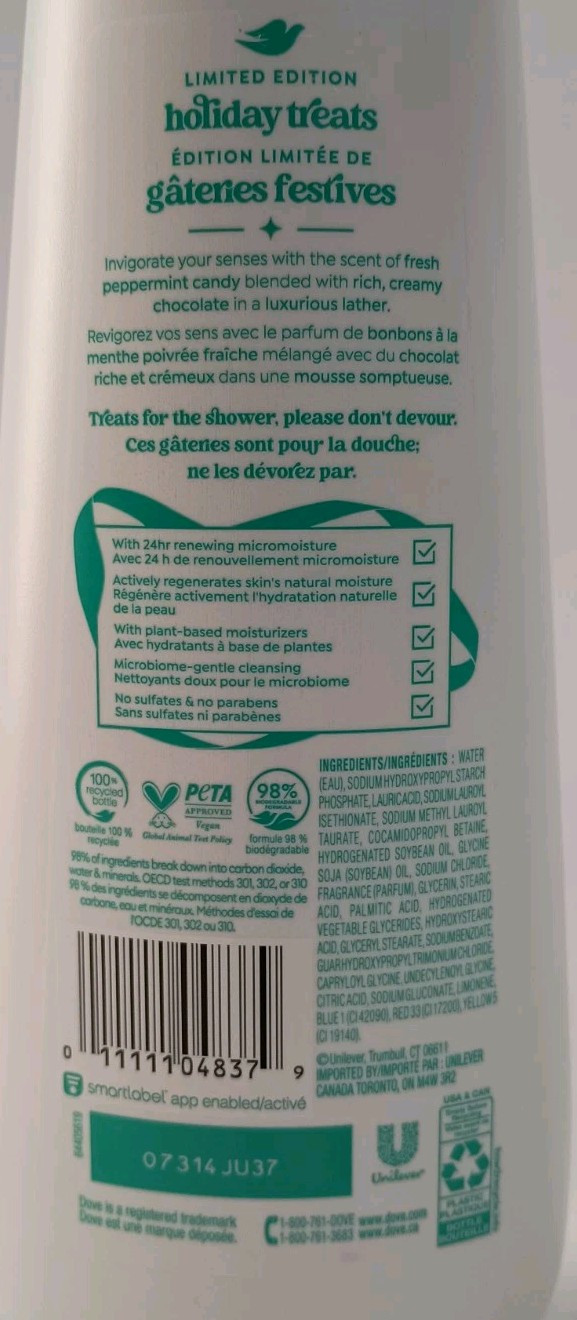 LIMITED EDITION
holiday treats
ÉDITION LIMITÉE DE
gâteries festives
Invigorate your senses with the scent of fresh
peppermint candy blended with rich, creamy
chocolate in a luxurious lather.
Revigorez vos sens avec le parfum de bonbons à la
menthe poivrée fraîche mélangé avec du chocolat
riche et crémeux dans une mousse somptueuse.
Treats for the shower, please don't devour.
Ces gâteries sont pour la douche;
ne les dévorez par.
With 24hr renewing micromoisture
Avec 24 h de renouvellement micromoisture
Actively regenerates skin's natural moisture
Régénère activement l'hydratation naturelle
de la peau
With plant-based moisturizers
Avec hydratants à base de plantes
Microbiome-gentle cleansing
Nettoyants doux pour le microbiome
No sulfates & no parabens
Sans sulfates ni parabènes
100%
recycled
bottle
bouteille 100 %
recyclée
PETA
APPROVED
Vegan
Global Animal Test Policy
98%
BIODEGRADABLE
FORMULA
formule 98 %
biodégradable
98% of ingredients break down into carbon dioxide,
water & minerals. OECD test methods 301, 302, or 310
98 % des ingrédients se décomposent en dioxyde de
carbone, eau et minéraux. Méthodes d'essai de
l'OCDE 301, 302 ou 310.
INGREDIENTS/INGRÉDIENTS : WATER
(EAU), SODIUM HYDROXYPROPYL STARCH
PHOSPHATE, LAURIC ACID, SODIUM LAUROYL
ISETHIONATE, SODIUM METHYL LAUROYL
TAURATE, COCAMIDOPROPYL BETAINE,
HYDROGENATED SOYBEAN OIL, GLYCINE
SOJA (SOYBEAN) OIL, SODIUM CHLORIDE,
FRAGRANCE (PARFUM), GLYCERIN, STEARIC
ACID, PALMITIC ACID, HYDROGENATED
VEGETABLE GLYCERIDES, HYDROXYSTEARIC
ACID, GLYCERYL STEARATE, SODIUM BENZOATE,
GUAR HYDROXYPROPYLTRIMONIUM CHLORIDE,
CAPRYLOYL GLYCINE, UNDECYLENOYL GLYCINE,
CITRIC ACID, SODIUM GLUCONATE, LIMONENE,
BLUE 1 (CI 42090), RED 33 (CI 17200), YELLOW 5
(CI 19140).
©Unilever, Trumbull, CT 06611
IMPORTED BY/IMPORTÉ PAR : UNILEVER
CANADA TORONTO, ON M4W 3R2
0 11111 04837 9
smartlabel app enabled/activé
07314JU37
Unilever
USA & CAN
PLASTIC
PLASTIQUE
BOTTLE
BOUTEILLE
Dove is a registered trademark
Dove est une marque déposée.
1-800-761-DOVE www.dove.com
1-800-761-3683 www.dove.ca